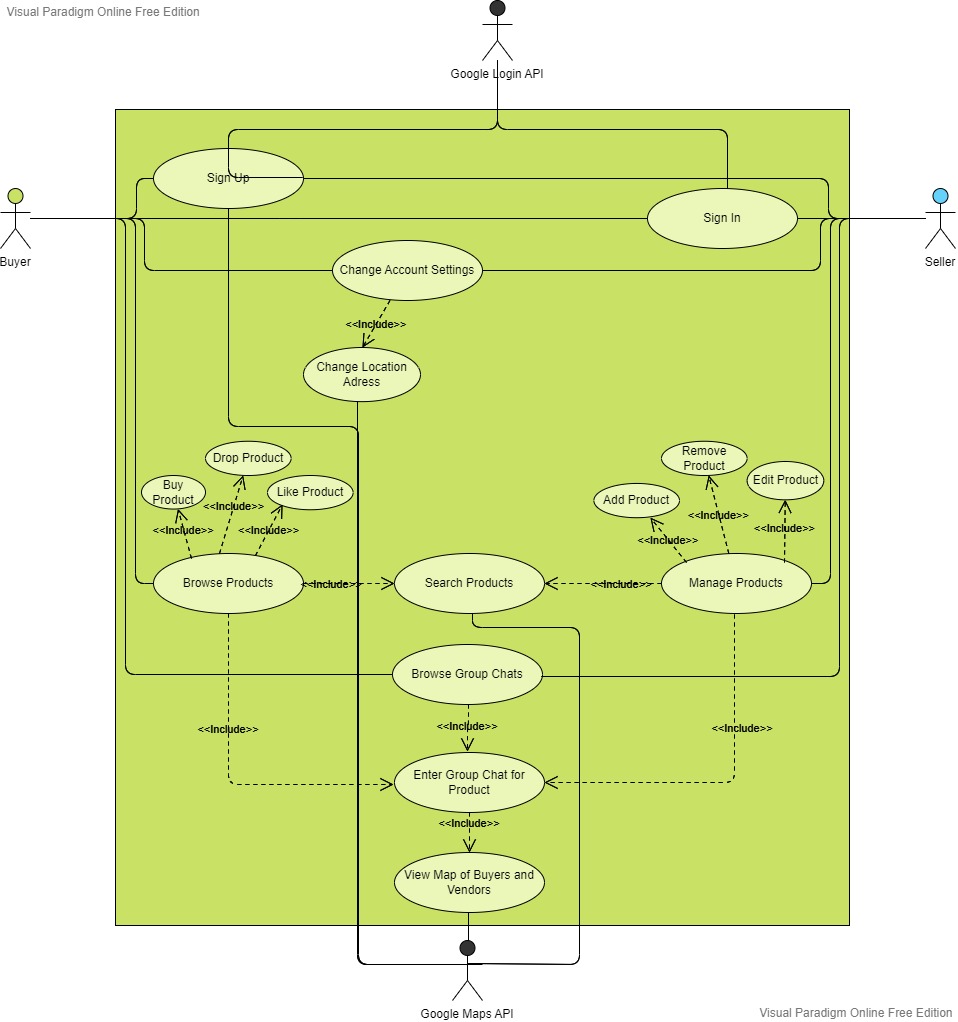 Visual Paradigm Online Free Edition
Google Login API
Sign Up
Sign In
Buyer
Seller
Change Account Settings
<<Include>>
Change Location
Adress
Drop Product
Remove
Product
Buy
Product
Like Product
Add Product
Edit Product
<<Include>>
<<Include>>
<<Include>>
<<Include>>
<<Include>>
<<Include>>
Browse Products
<<Include>>
Search Products
<<Include>>
Manage Products
Browse Group Chats
<<Include>>
<<Include>>
<<Include>>
Enter Group Chat for
Product
<<Include>>
View Map of Buyers and
Vendors
Google Maps API
Visual Paradigm Online Free Edition